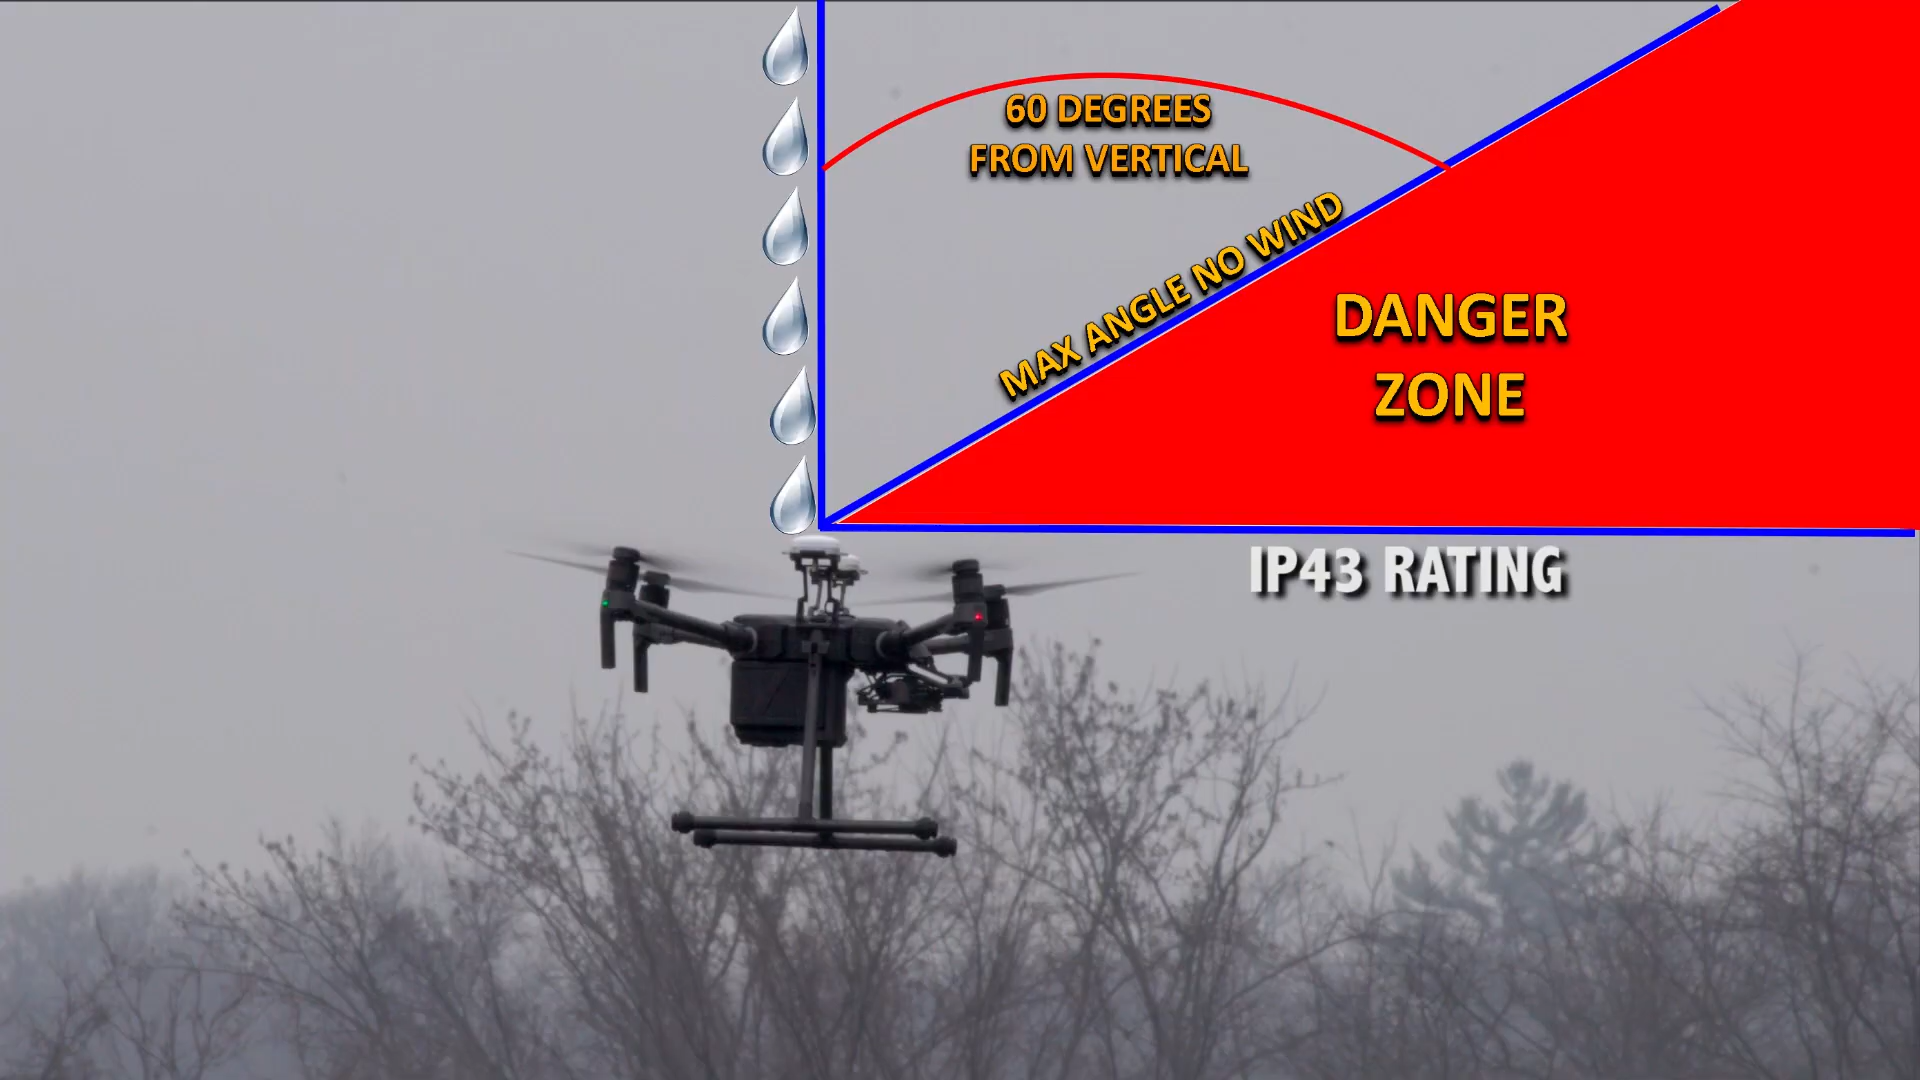 60 DEGREES
FROM VERTICAL
MAX ANGLE NO WIND
DANGER
ZONE
IP43 RATING